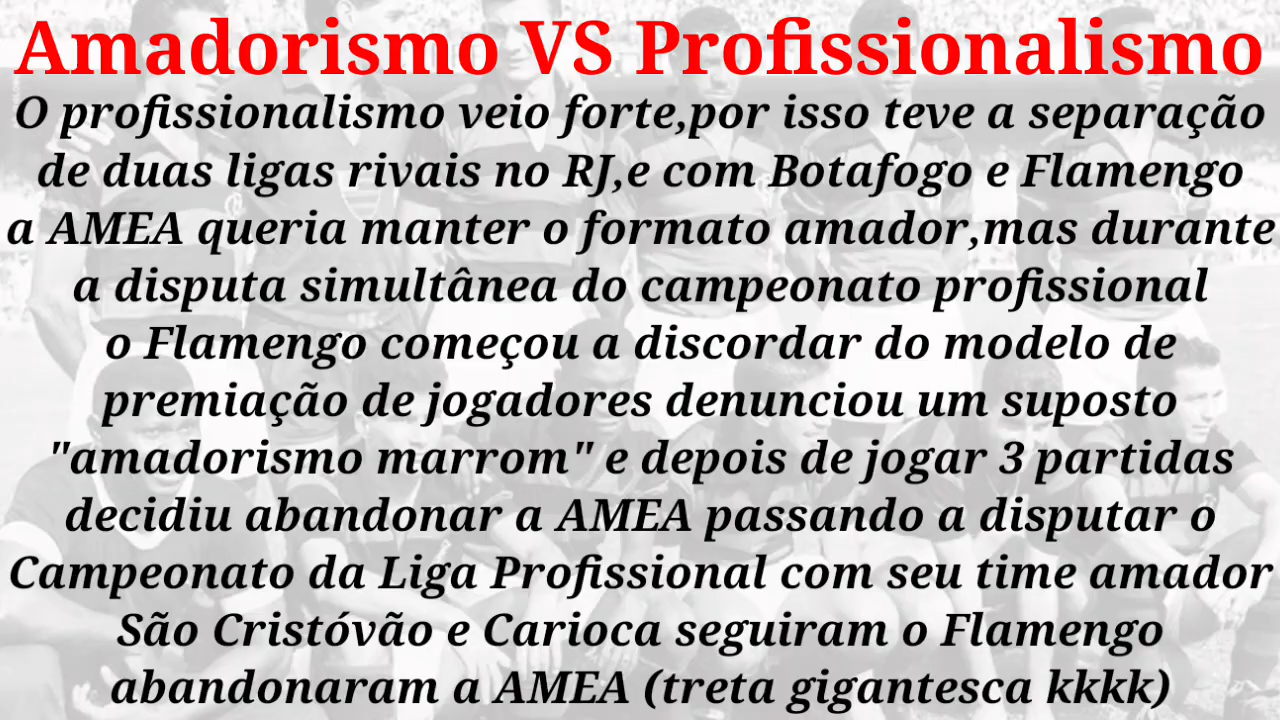 Amadorismo VS Profissionalismo
O profissionalismo veio forte,por isso teve a separação
de duas ligas rivais no RJ,e com Botafogo e Flamengo
a AMEA queria manter o formato amador,mas durante
a disputa simultânea do campeonato profissional
o Flamengo começou a discordar do modelo de
premiação de jogadores denunciou um suposto
"amadorismo marrom" e depois de jogar 3 partidas
decidiu abandonar a AMEA passando a disputar o
Campeonato da Liga Profissional com seu time amador
São Cristóvão e Carioca seguiram o Flamengo
abandonaram a AMEA (treta gigantesca kkkk)